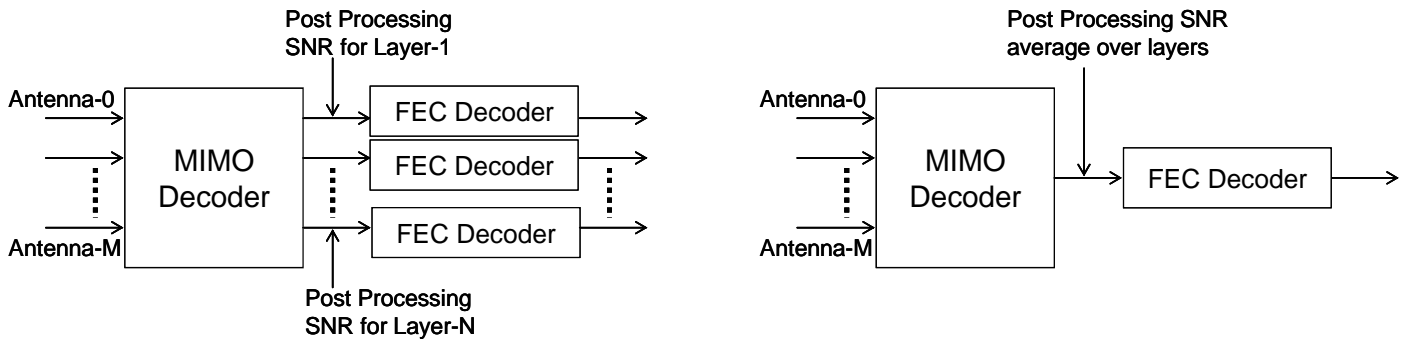 Post Processing
SNR for Layer-1
Antenna-0
Antenna-M
MIMO
Decoder
FEC Decoder
FEC Decoder
FEC Decoder
Post Processing
SNR for Layer-N
Post Processing SNR
average over layers
Antenna-0
Antenna-M
MIMO
Decoder
FEC Decoder